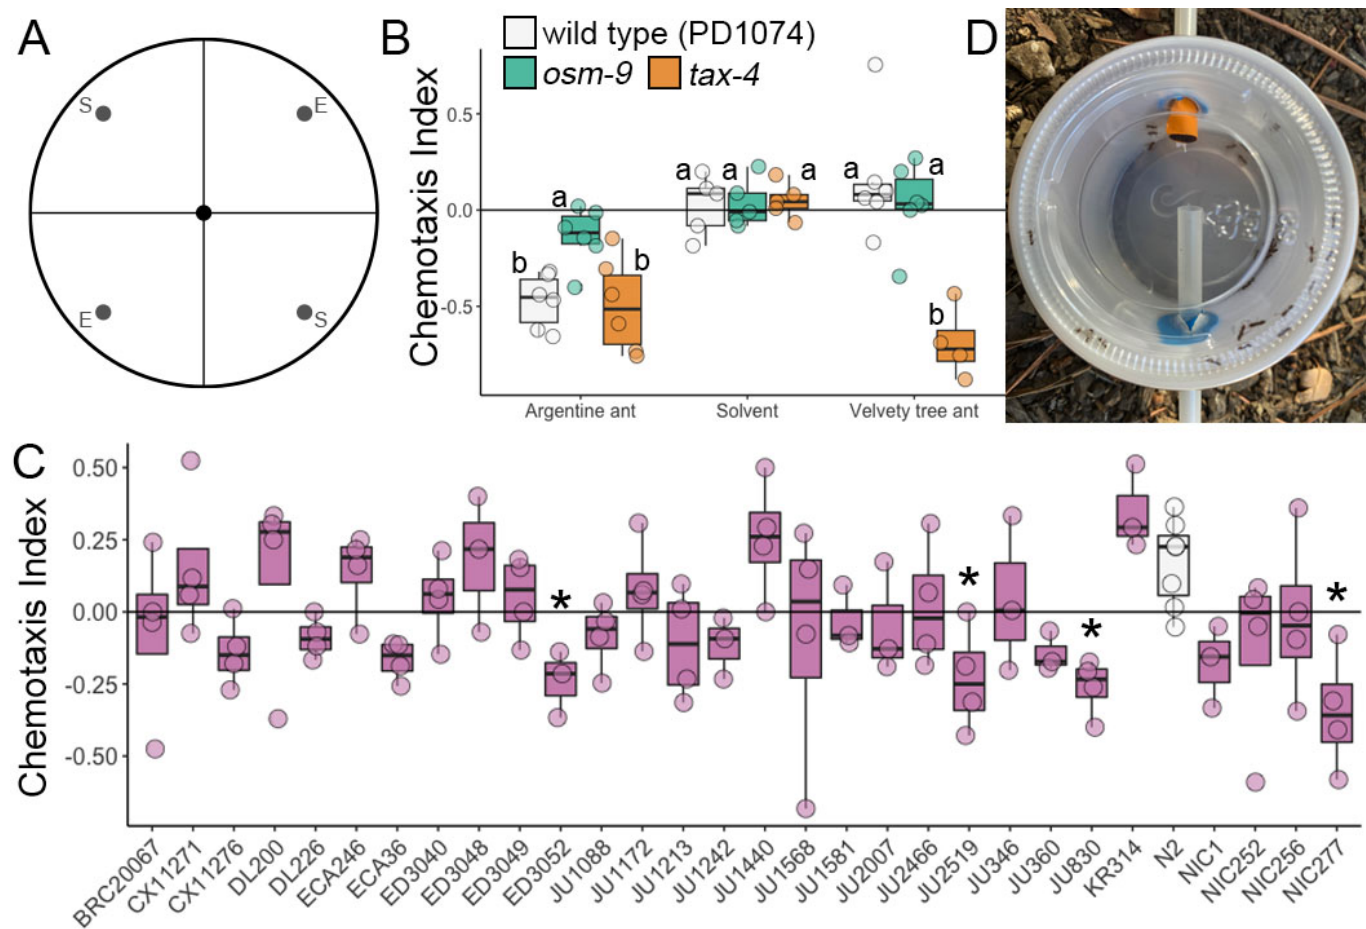 A
S
E
E
S
B
wild type (PD1074)
osm-9
tax-4
Chemotaxis Index
0.5
0.0
-0.5
a
b
b
a
a
a
a
a
b
Argentine ant
Solvent
Velvety tree ant
D
C
Chemotaxis Index
0.50
0.25
0.00
-0.25
-0.50
*
*
*
*
BRC20067
CX11271
CX11276
DL200
DL226
ECA246
ECA36
ED3040
ED3048
ED3049
ED3052
JU1088
JU1172
JU1213
JU1242
JU1440
JU1568
JU1581
JU2007
JU2466
JU2519
JU346
JU360
JU830
KR314
N2
NIC1
NIC252
NIC256
NIC277